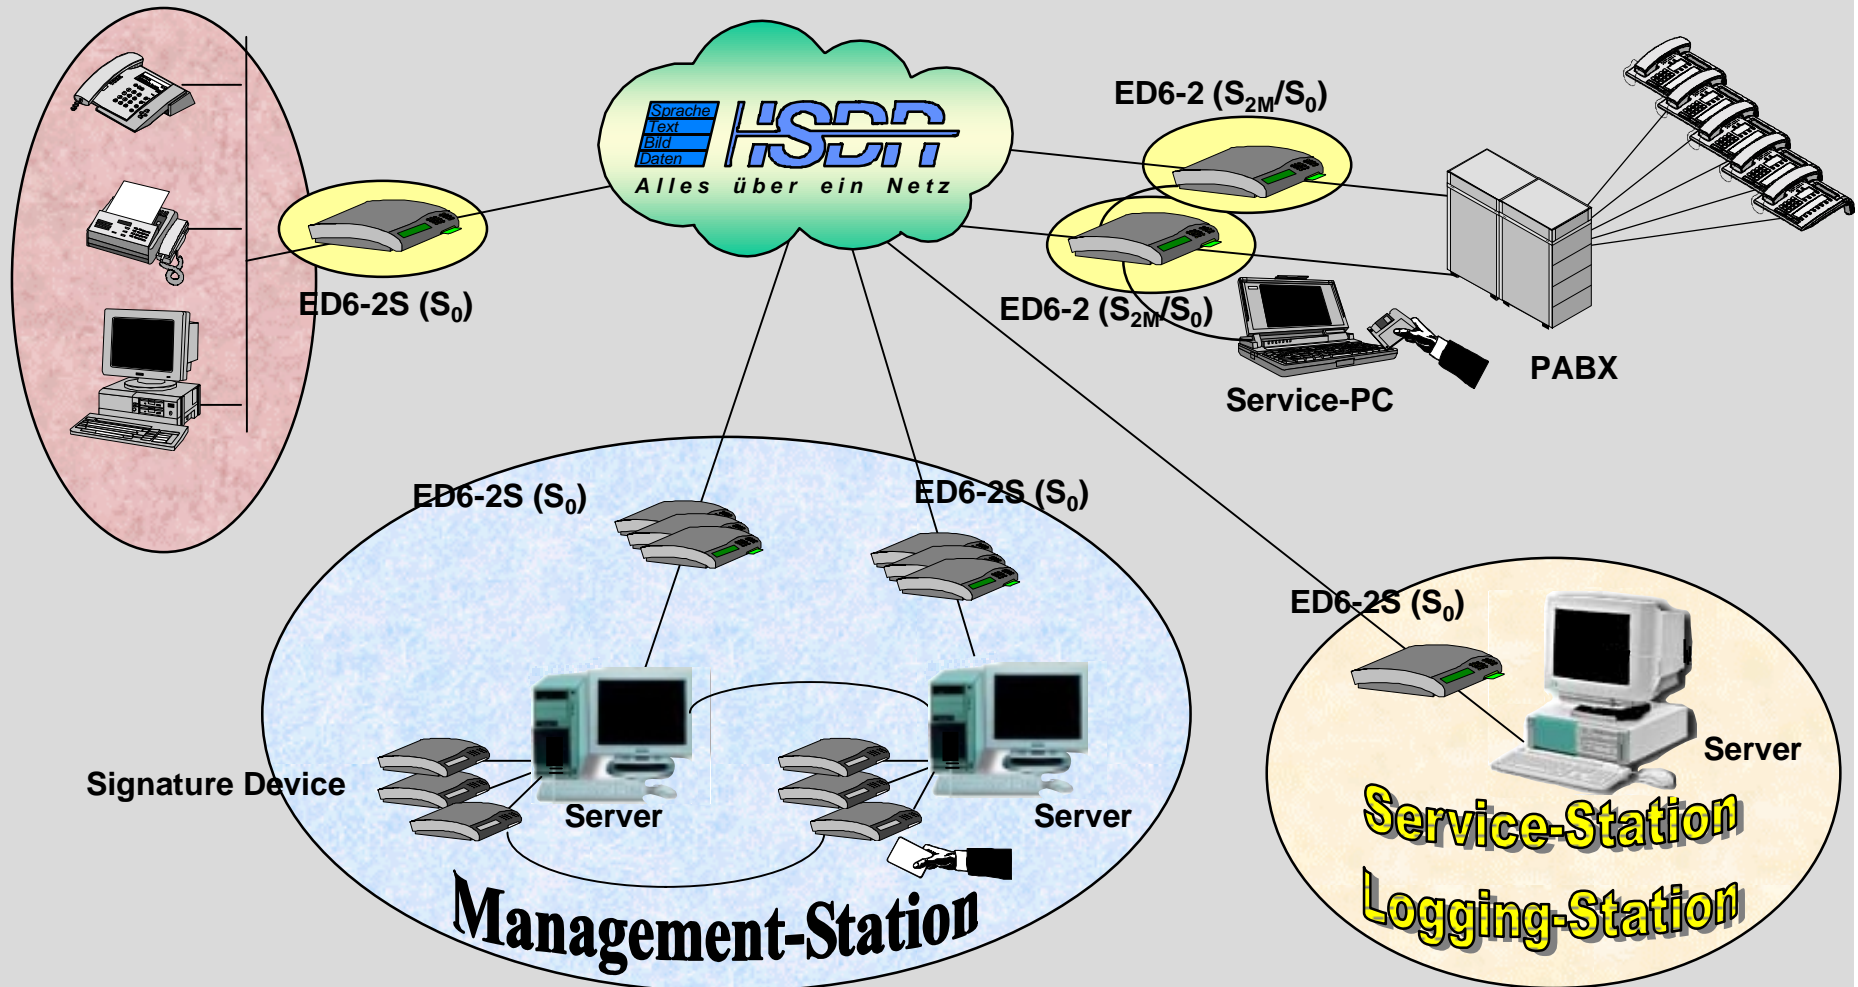 Sprache
Text
Bild
Daten
ISDN
Alles über ein Netz
ED6-2 (S2M/S0)
ED6-2S (S0)
ED6-2 (S2M/S0)
PABX
Service-PC
ED6-2S (S0)
ED6-2S (S0)
ED6-2S (S0)
Server
Signature Device
Server
Server
Service-Station
Logging-Station
Management-Station